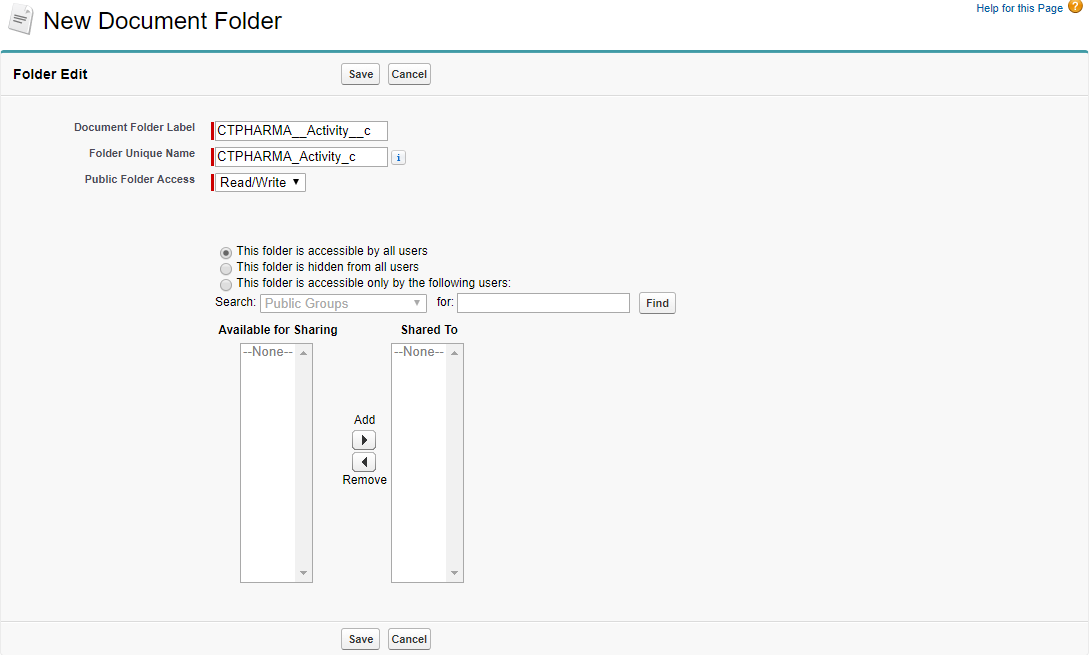 Help for this Page ?
New Document Folder
Folder Edit Save Cancel
Document Folder Label CTPHARMA__Activity__c
Folder Unique Name CTPHARMA_Activity_c i
Public Folder Access Read/Write
This folder is accessible by all users
This folder is hidden from all users
This folder is accessible only by the following users:
Search: Public Groups for: Find
Available for Sharing Shared To
--None-- --None--
Add
Remove
Save Cancel